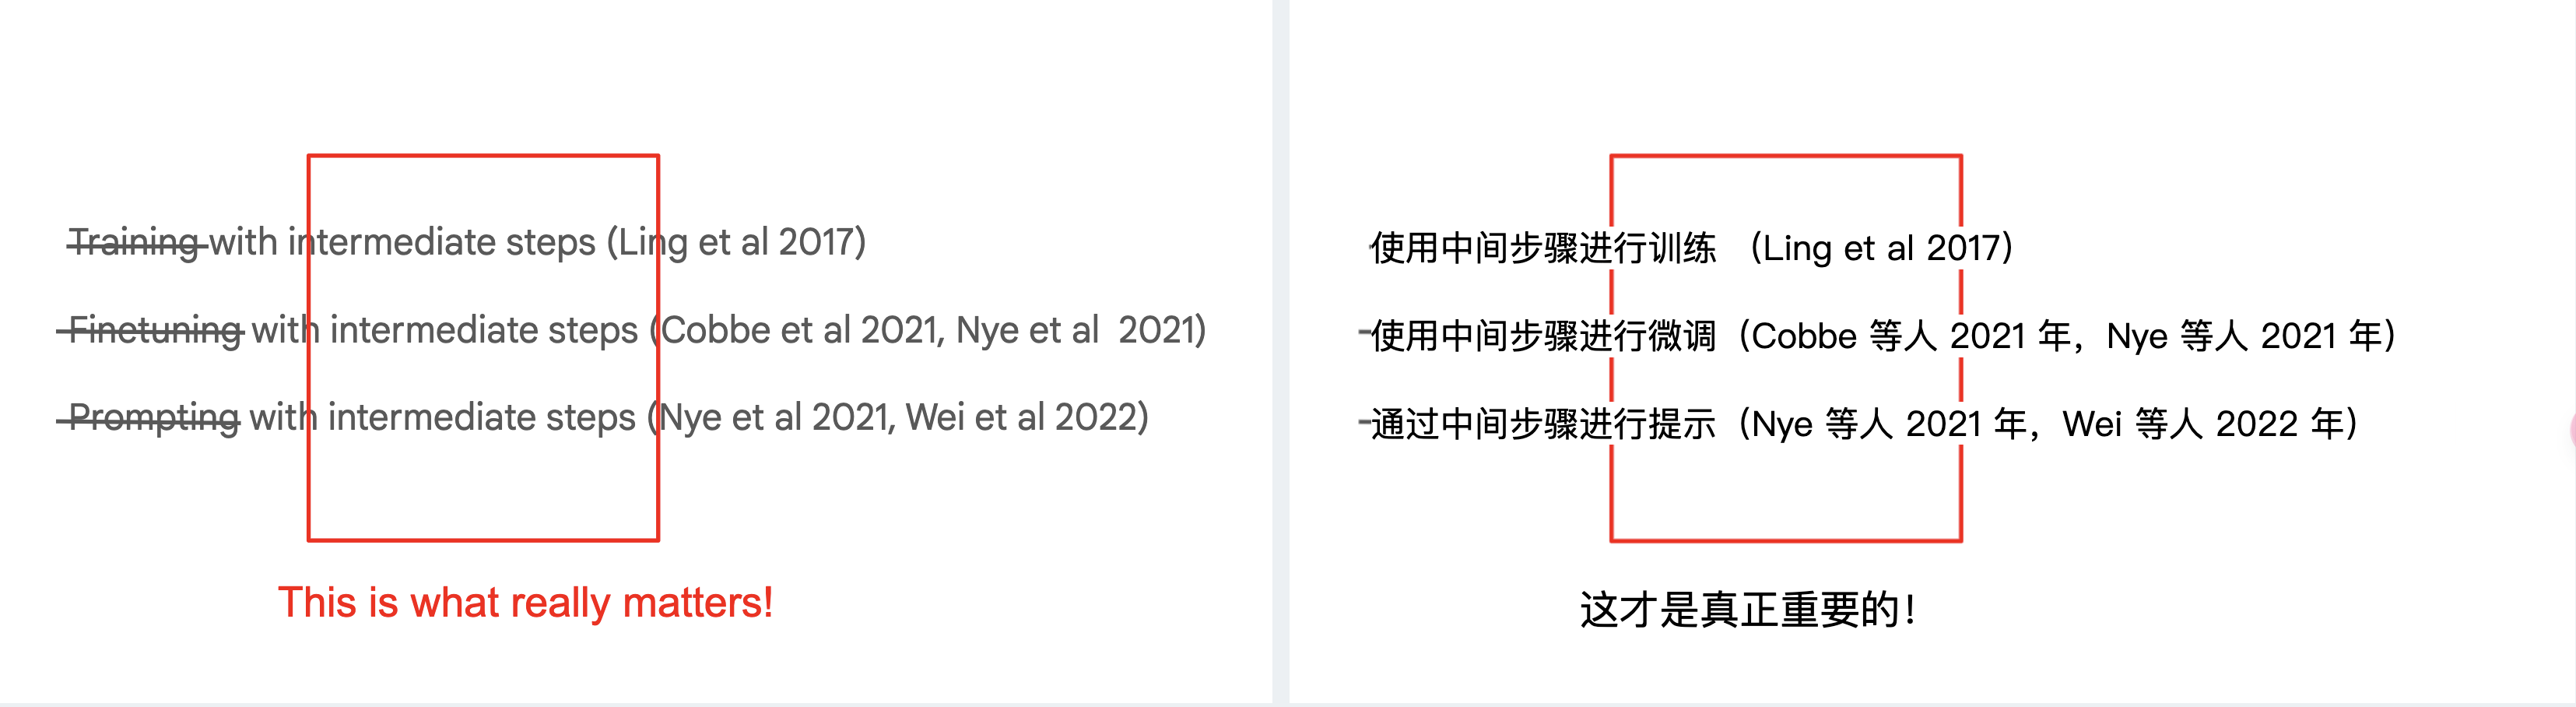 Training with intermediate steps (Ling et al 2017)
Finetuning with intermediate steps (Cobbe et al 2021, Nye et al 2021)
Prompting with intermediate steps (Nye et al 2021, Wei et al 2022)
This is what really matters!
使用中间步骤进行训练 （Ling et al 2017）
使用中间步骤进行微调（Cobbe 等人 2021 年，Nye 等人 2021 年）
通过中间步骤进行提示（Nye 等人 2021 年，Wei 等人 2022 年）
这才是真正重要的！